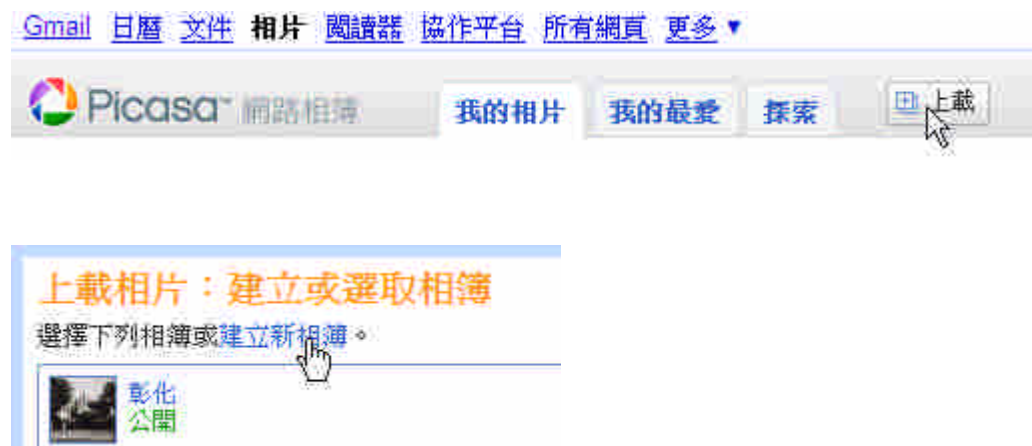 Gmail 日曆 文件 相片 閱讀器 協作平台 所有網頁 更多 ▼
Picasa™ 網路相簿 我的相片 我的最愛 探索 上載
上載相片：建立或選取相簿
選擇下列相簿或建立新相簿。
彰化
公開